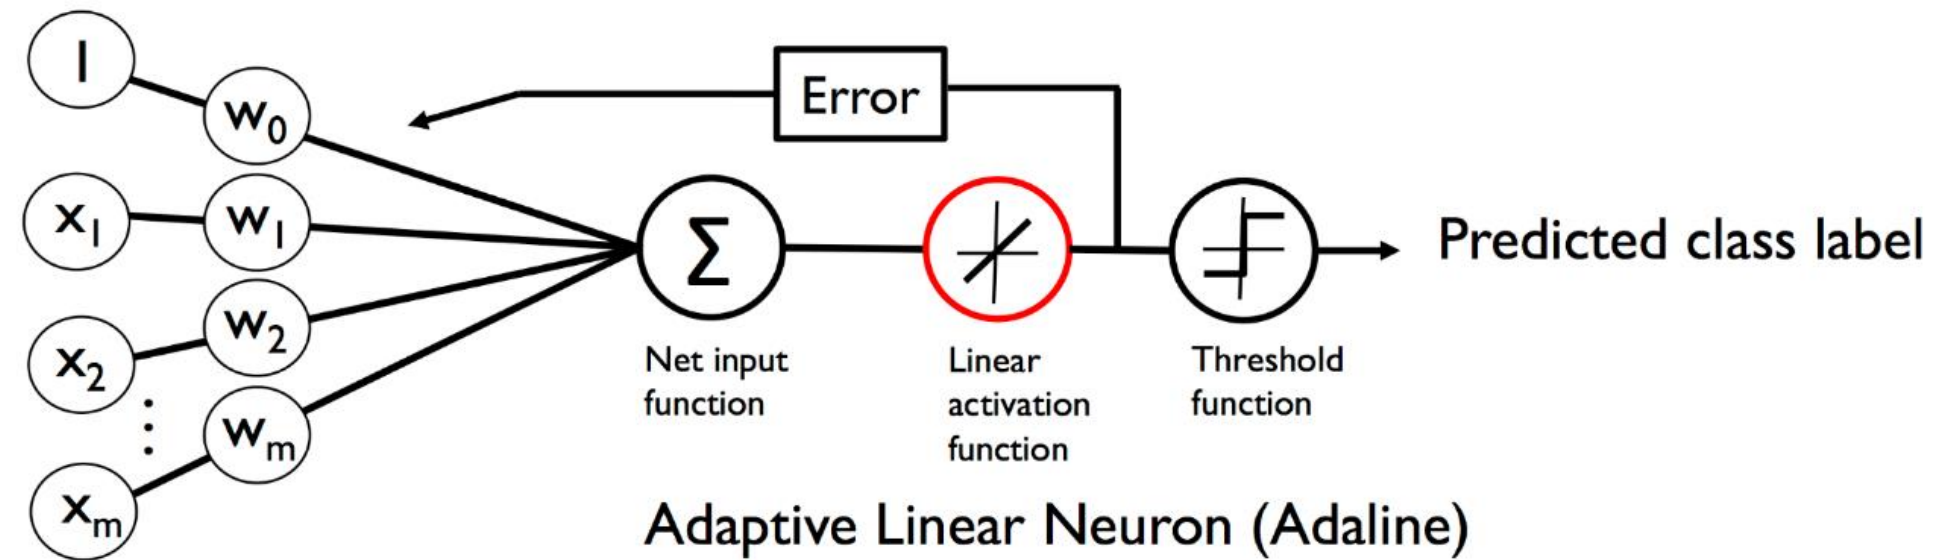 1
w0
Error
x1
w1
Σ
Predicted class label
w2
x2
Net input
function
Linear
activation
function
Threshold
function
⋮
wm
xm
Adaptive Linear Neuron (Adaline)